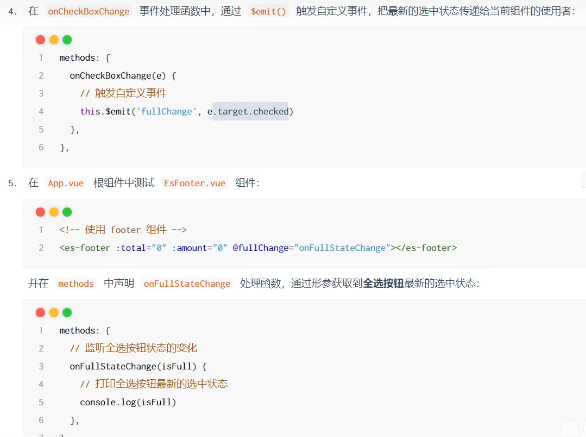 4. 在 onCheckBoxChange 事件处理函数中，通过 $emit() 触发自定义事件，把最新的选中状态传递给当前组件的使用者：
1 methods: {
2 onCheckBoxChange(e) {
3 // 触发自定义事件
4 this.$emit('fullChange', e.target.checked)
5 },
6 },
5. 在 App.vue 根组件中测试 EsFooter.vue 组件：
1 <!-- 使用 footer 组件 -->
2 <es-footer :total="0" :amount="0" @fullChange="onFullStateChange"></es-footer>
并在 methods 中声明 onFullStateChange 处理函数，通过形参获取到全选按钮最新的选中状态：
1 methods: {
2 // 监听全选按钮状态的变化
3 onFullStateChange(isFull) {
4 // 打印全选按钮最新的选中状态
5 console.log(isFull)
6 },